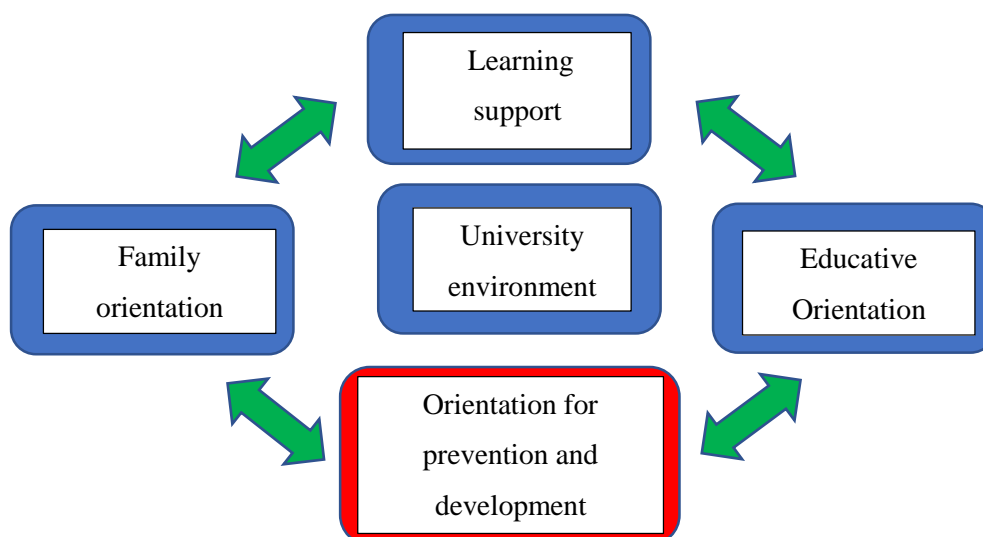 Learning
support
Family
orientation
University
environment
Educative
Orientation
Orientation for
prevention and
development